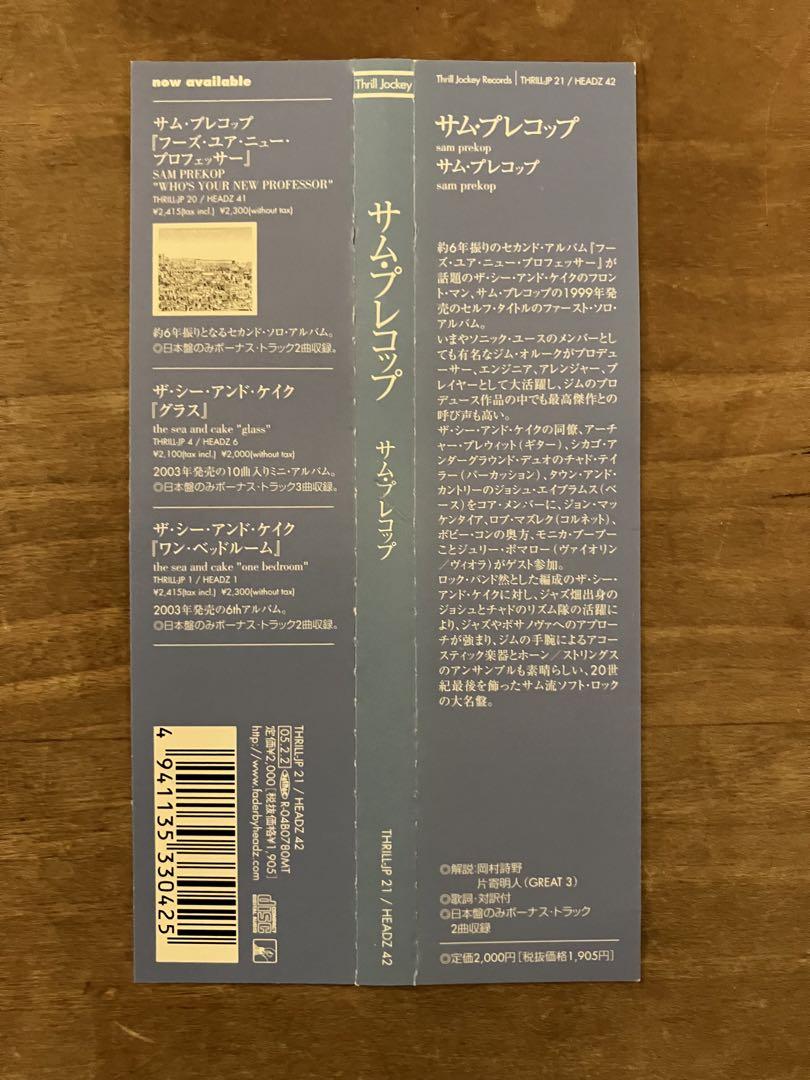 now available
サム・プレコップ
『フーズ・ユア・ニュー・
プロフェッサー』
SAM PREKOP
"WHO'S YOUR NEW PROFESSOR"
THRILL-JP 20 / HEADZ 41
¥2,415(tax incl.) ¥2,300(without tax)
約6年振りとなるセカンド・ソロ・アルバム。
◎日本盤のみボーナス・トラック2曲収録。
ザ・シー・アンド・ケイク
『グラス』
the sea and cake "glass"
THRILL-JP 4 / HEADZ 6
¥2,100(tax incl.) ¥2,000(without tax)
2003年発売の10曲入りミニ・アルバム。
◎日本盤のみボーナス・トラック3曲収録。
ザ・シー・アンド・ケイク
『ワン・ベッドルーム』
the sea and cake "one bedroom"
THRILL-JP 1 / HEADZ 1
¥2,415(tax incl.) ¥2,300(without tax)
2003年発売の6thアルバム。
◎日本盤のみボーナス・トラック2曲収録。
THRILL-JP 21 / HEADZ 42
05.2.2 R-04B0780MT
定価¥2,000[税抜価格¥1,905]
http://www.faderbyheadz.com
4 941135 330425
COMPACT disc DIGITAL AUDIO
Thrill Jockey
サム・プレコップ サム・プレコップ
THRILL-JP 21 / HEADZ 42
Thrill Jockey Records | THRILL-JP 21 / HEADZ 42
サム・プレコップ
sam prekop
サム・プレコップ
sam prekop
約6年振りのセカンド・アルバム『フー
ズ・ユア・ニュー・プロフェッサー』が
話題のザ・シー・アンド・ケイクのフロン
ト・マン、サム・プレコップの1999年発
売のセルフ・タイトルのファースト・ソロ・
アルバム。
いまやソニック・ユースのメンバーとし
ても有名なジム・オルークがプロデュ
ーサー、エンジニア、アレンジャー、プ
レイヤーとして大活躍し、ジムのプロ
デュース作品の中でも最高傑作との
呼び声も高い。
ザ・シー・アンド・ケイクの同僚、アーチ
ャー・プレウィット(ギター)、シカゴ・ア
ンダーグラウンド・デュオのチャド・テイ
ラー(パーカッション)、タウン・アンド・
カントリーのジョシュ・エイブラムス(ベ
ース)をコア・メンバーに、ジョン・マッ
ケンタイア、ロブ・マズレク(コルネット)、
ボビー・コンの奥方、モニカ・ブーブー
ことジュリー・ポマロー(ヴァイオリン
/ヴィオラ)がゲスト参加。
ロック・バンド然とした編成のザ・シー・
アンド・ケイクに対し、ジャズ畑出身の
ジョシュとチャドのリズム隊の活躍に
より、ジャズやボサノヴァへのアプロー
チが強まり、ジムの手腕によるアコー
スティック楽器とホーン/ストリングス
のアンサンブルも素晴らしい、20世
紀最後を飾ったサム流ソフト・ロック
の大名盤。
◎解説:岡村詩野
片寄明人(GREAT 3)
◎歌詞・対訳付
◎日本盤のみボーナス・トラック
2曲収録
◎定価2,000円[税抜価格1,905円]